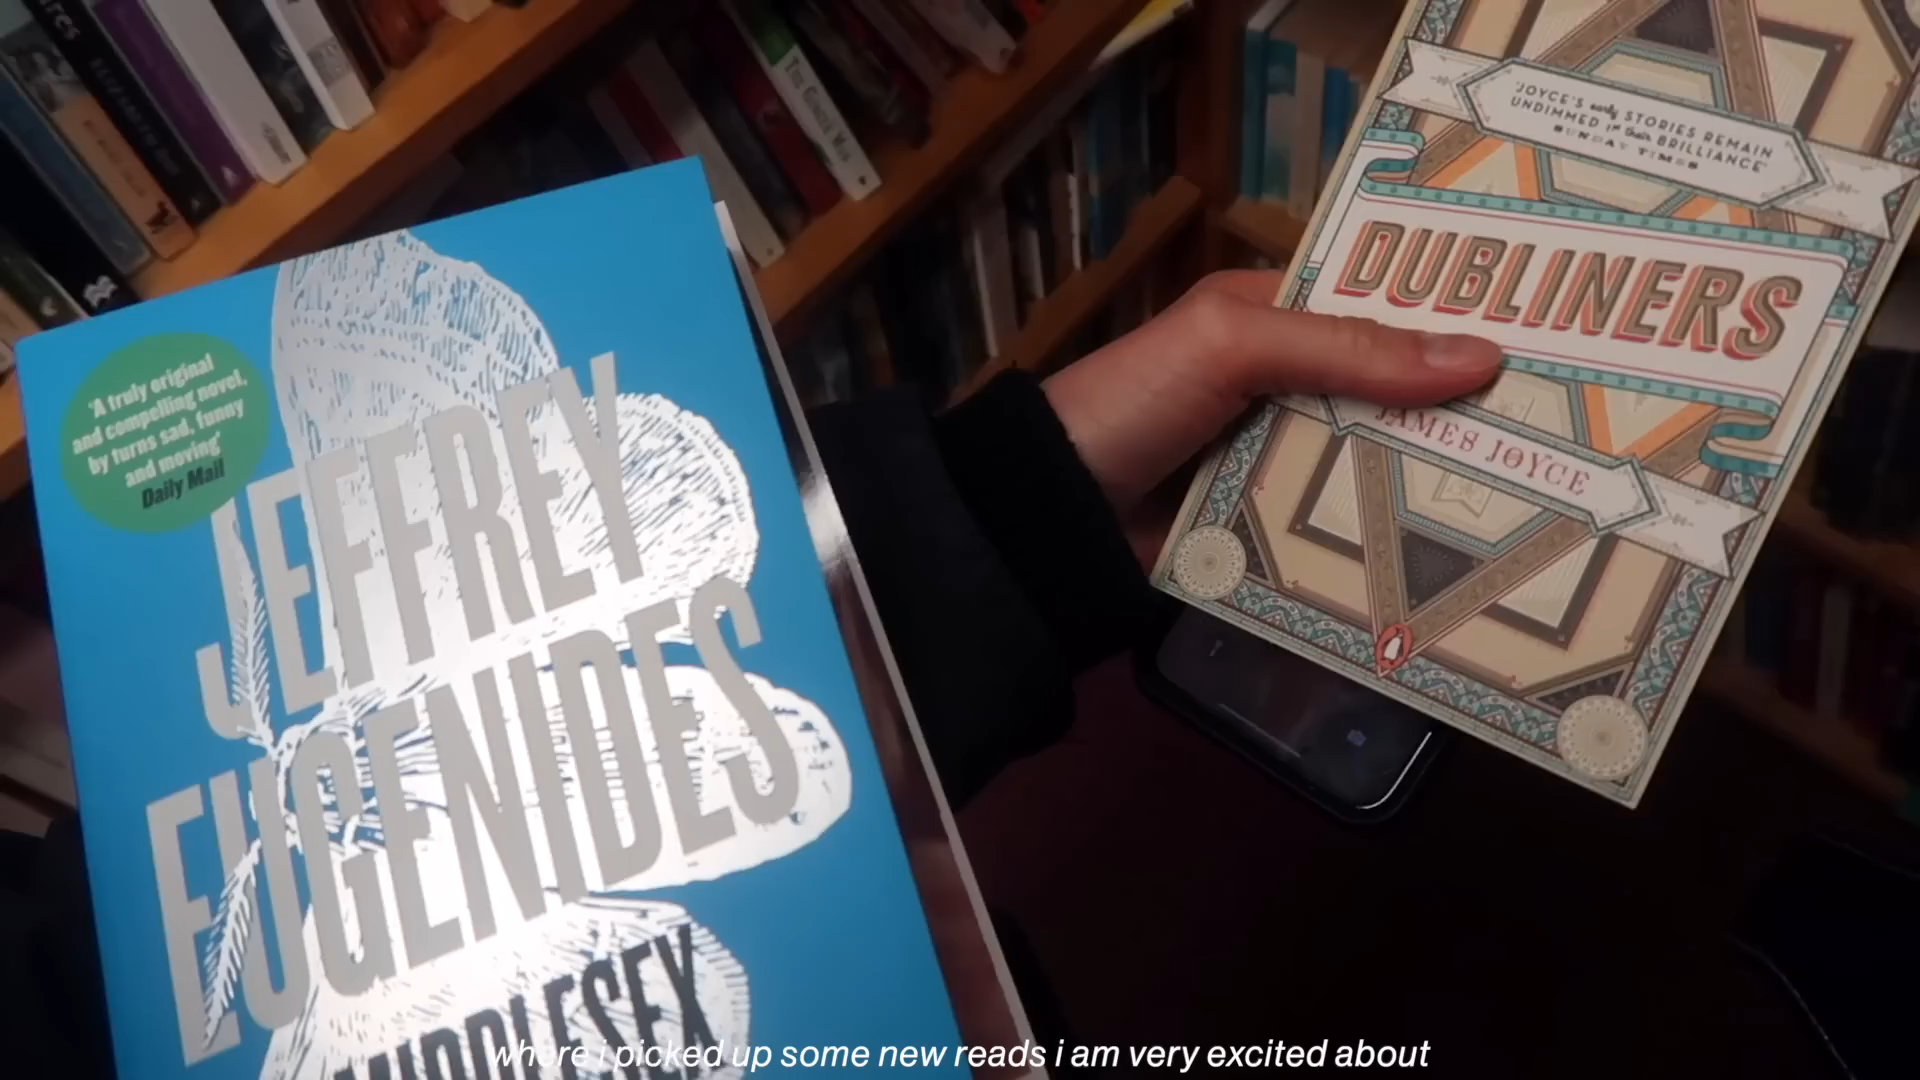 'A truly original
and compelling novel,
by turns sad, funny
and moving'
Daily Mail
JEFFREY
EUGENIDES
MIDDLESEX
'JOYCE'S early STORIES REMAIN
UNDIMMED in their BRILLIANCE'
SUNDAY TIMES
DUBLINERS
JAMES JOYCE
where i picked up some new reads i am very excited about